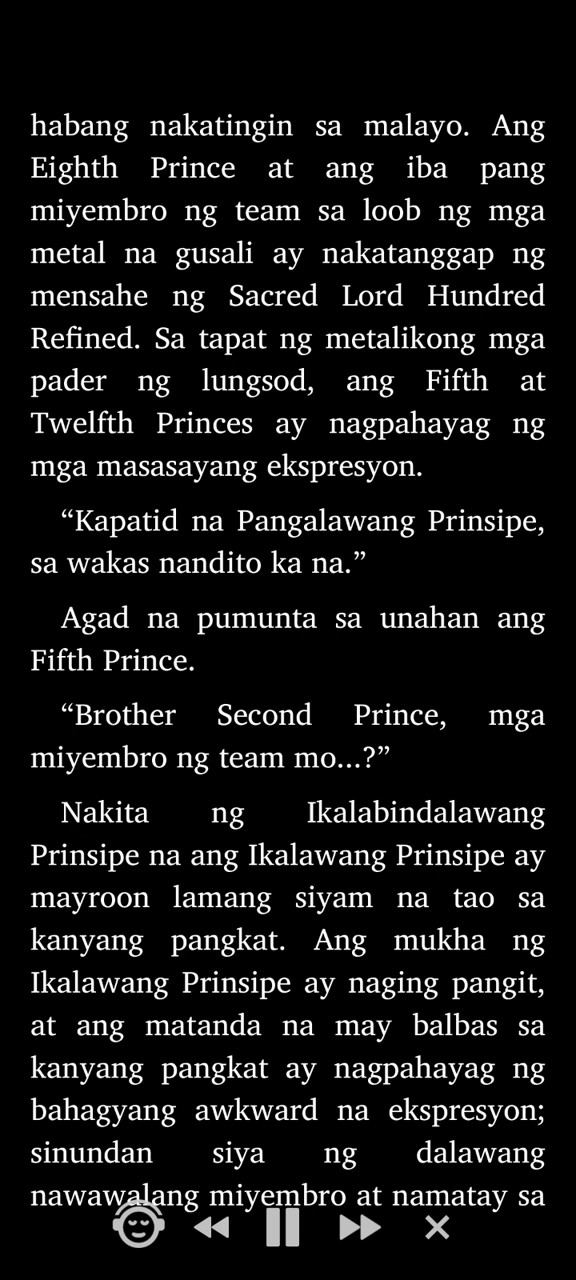 habang nakatingin sa malayo. Ang
Eighth Prince at ang iba pang
miyembro ng team sa loob ng mga
metal na gusali ay nakatanggap ng
mensahe ng Sacred Lord Hundred
Refined. Sa tapat ng metalikong mga
pader ng lungsod, ang Fifth at
Twelfth Princes ay nagpahayag ng
mga masasayang ekspresyon.
“Kapatid na Pangalawang Prinsipe,
sa wakas nandito ka na.”
Agad na pumunta sa unahan ang
Fifth Prince.
“Brother Second Prince, mga
miyembro ng team mo...?”
Nakita ng Ikalabindalawang
Prinsipe na ang Ikalawang Prinsipe ay
mayroon lamang siyam na tao sa
kanyang pangkat. Ang mukha ng
Ikalawang Prinsipe ay naging pangit,
at ang matanda na may balbas sa
kanyang pangkat ay nagpahayag ng
bahagyang awkward na ekspresyon;
sinundan siya ng dalawang
nawawalang miyembro at namatay sa